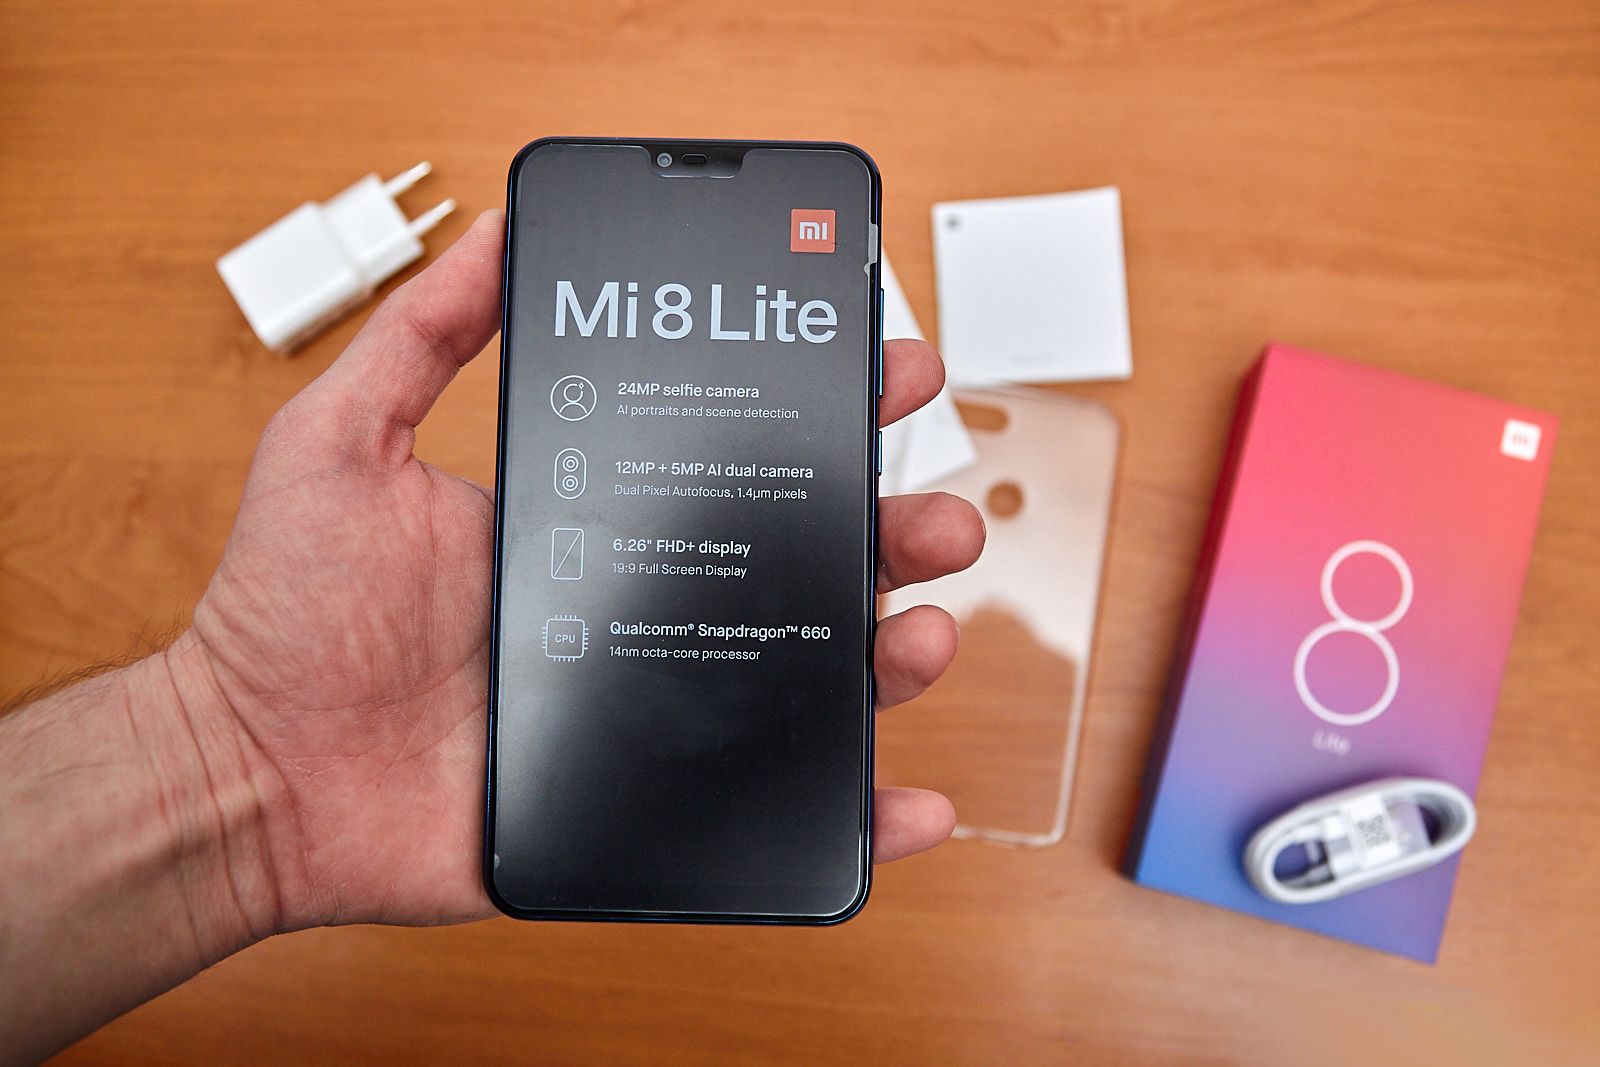 mi
Mi 8 Lite
24MP selfie camera
AI portraits and scene detection
12MP + 5MP AI dual camera
Dual Pixel Autofocus, 1.4µm pixels
6.26" FHD+ display
19:9 Full Screen Display
CPU
Qualcomm® Snapdragon™ 660
14nm octa-core processor
mi
8
Lite